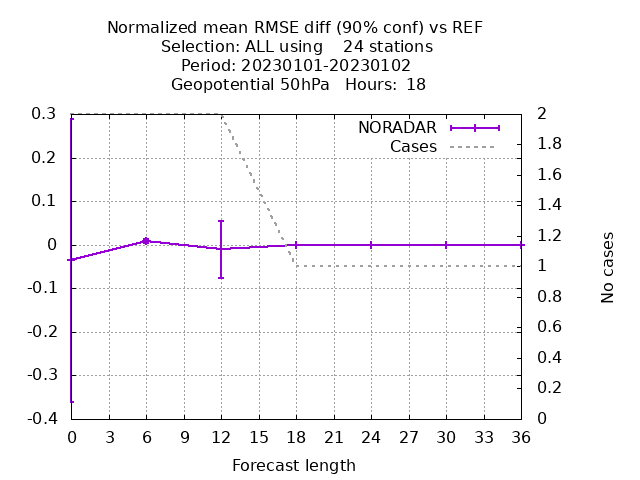 Normalized mean RMSE diff (90% conf) vs REF
Selection: ALL using    24 stations
Period: 20230101-20230102
Geopotential 50hPa   Hours:  18
NORADAR
Cases
0.3
0.2
0.1
0
-0.1
-0.2
-0.3
-0.4
2
1.8
1.6
1.4
1.2
1
0.8
0.6
0.4
0.2
0
No cases
0 3 6 9 12 15 18 21 24 27 30 33 36
Forecast length